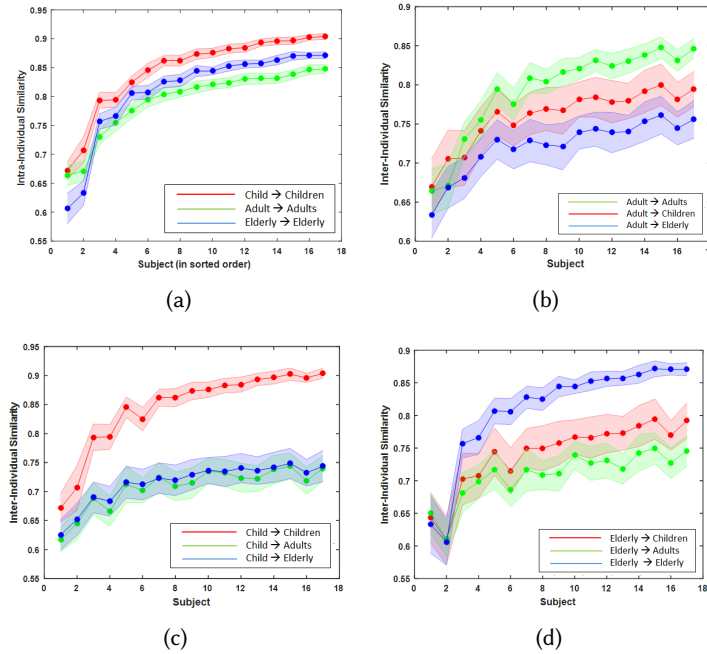 0.95
0.9
0.85
0.8
0.75
0.7
0.65
0.6
0.55
0 2 4 6 8 10 12 14 16 18
Intra-Individual Similarity
Subject (in sorted order)
Child → Children
Adult → Adults
Elderly → Elderly
(a)
0.9
0.85
0.8
0.75
0.7
0.65
0.6
0 2 4 6 8 10 12 14 16 18
Inter-Individual Similarity
Subject
Adult → Adults
Adult → Children
Adult → Elderly
(b)
0.95
0.9
0.85
0.8
0.75
0.7
0.65
0.6
0.55
0 2 4 6 8 10 12 14 16 18
Inter-Individual Similarity
Subject
Child → Children
Child → Adults
Child → Elderly
(c)
0.9
0.85
0.8
0.75
0.7
0.65
0.6
0.55
0 2 4 6 8 10 12 14 16 18
Inter-Individual Similarity
Subject
Elderly → Children
Elderly → Adults
Elderly → Elderly
(d)